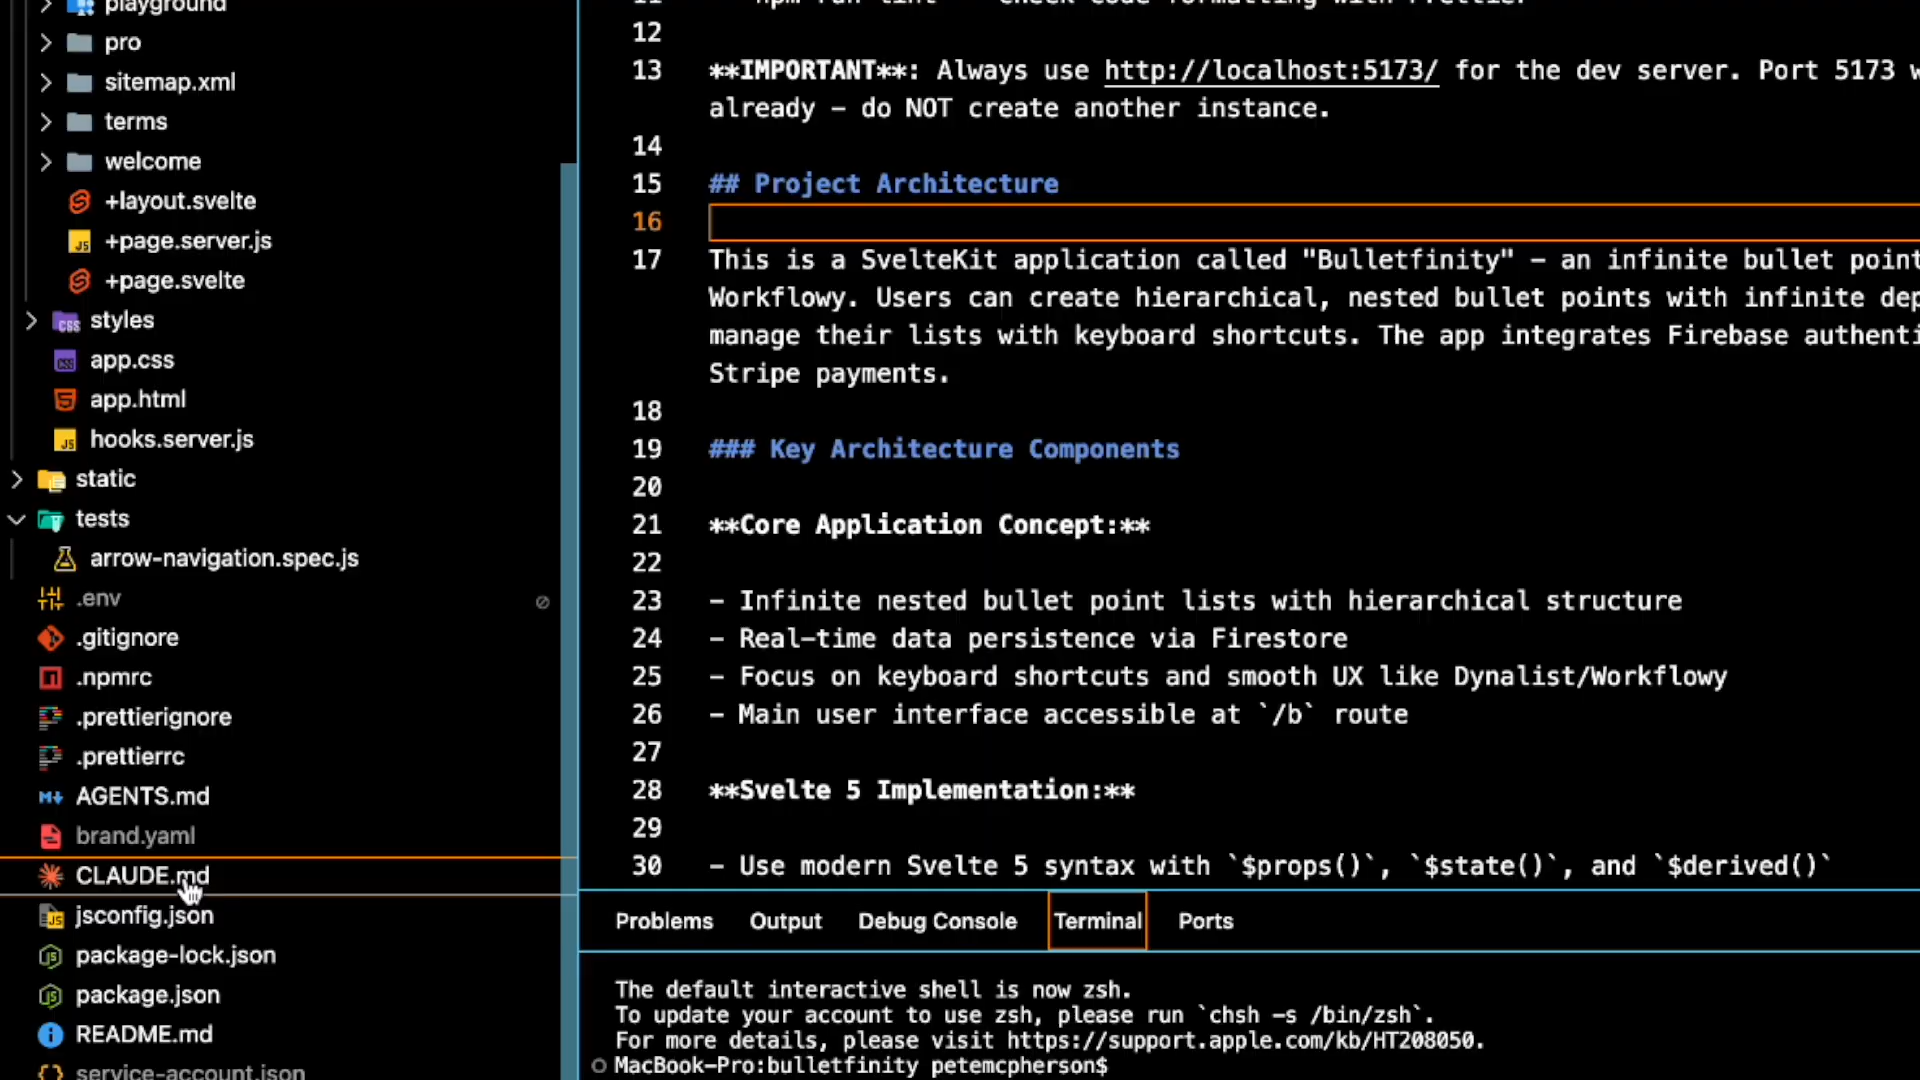 playground
pro
sitemap.xml
terms
welcome
+layout.svelte
+page.server.js
+page.svelte
styles
app.css
app.html
hooks.server.js
static
tests
arrow-navigation.spec.js
.env
.gitignore
.npmrc
.prettierignore
.prettierrc
AGENTS.md
brand.yaml
CLAUDE.md
jsconfig.json
package-lock.json
package.json
README.md
service-account.json
12
13 **IMPORTANT**: Always use http://localhost:5173/ for the dev server. Port 5173
already – do NOT create another instance.
14
15 ## Project Architecture
16
17 This is a SvelteKit application called "Bulletfinity" – an infinite bullet point
Workflowy. Users can create hierarchical, nested bullet points with infinite
manage their lists with keyboard shortcuts. The app integrates Firebase
Stripe payments.
18
19 ### Key Architecture Components
20
21 **Core Application Concept:**
22
23 – Infinite nested bullet point lists with hierarchical structure
24 – Real-time data persistence via Firestore
25 – Focus on keyboard shortcuts and smooth UX like Dynalist/Workflowy
26 – Main user interface accessible at `/b` route
27
28 **Svelte 5 Implementation:**
29
30 – Use modern Svelte 5 syntax with `$props()`, `$state()`, and `$derived()`
Problems Output Debug Console Terminal Ports
The default interactive shell is now zsh.
To update your account to use zsh, please run `chsh -s /bin/zsh`.
For more details, please visit https://support.apple.com/kb/HT208050.
MacBook-Pro:bulletfinity petemcpherson$